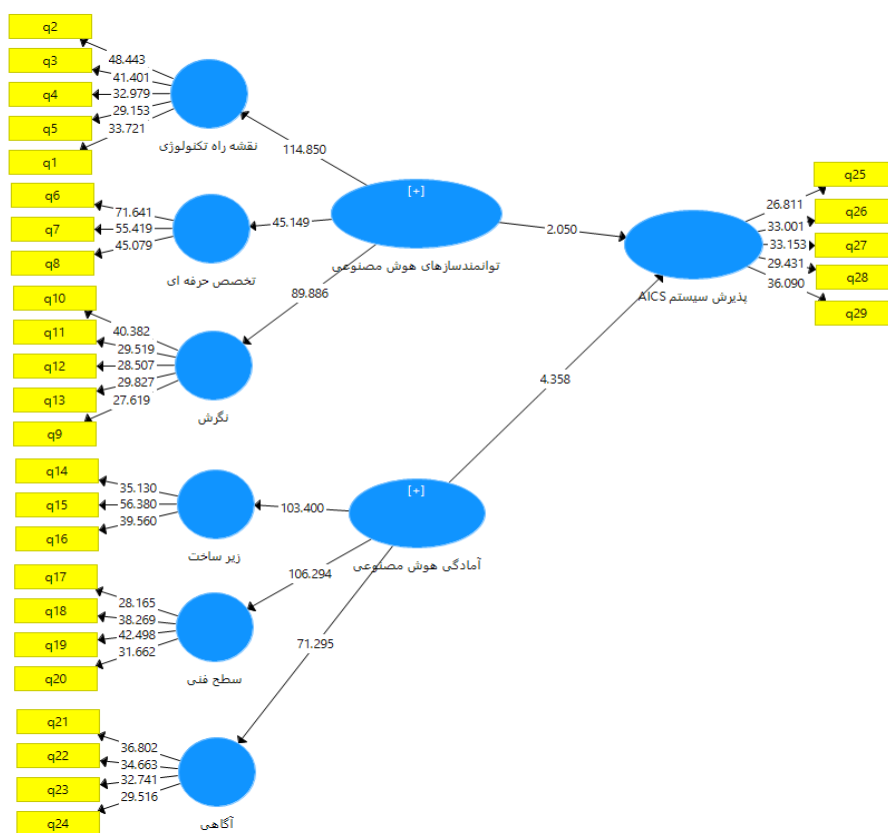 q2
q3
q4
q5
q1
48.443
41.401
32.979
29.153
33.721
نقشه راه تکنولوژی
114.850
q6
q7
q8
71.641
55.419
45.079
تخصص حرفه ای
45.149
[+]
توانمندسازهای هوش مصنوعی
2.050
q10
q11
q12
q13
q9
40.382
29.519
28.507
29.827
27.619
نگرش
89.886
q25
q26
q27
q28
q29
26.811
33.001
33.153
29.431
36.090
پذیرش سیستم AICS
4.358
q14
q15
q16
35.130
56.380
39.560
زیر ساخت
103.400
[+]
آمادگی هوش مصنوعی
q17
q18
q19
q20
28.165
38.269
42.498
31.662
سطح فنی
106.294
q21
q22
q23
q24
36.802
34.663
32.741
29.516
آگاهی
71.295